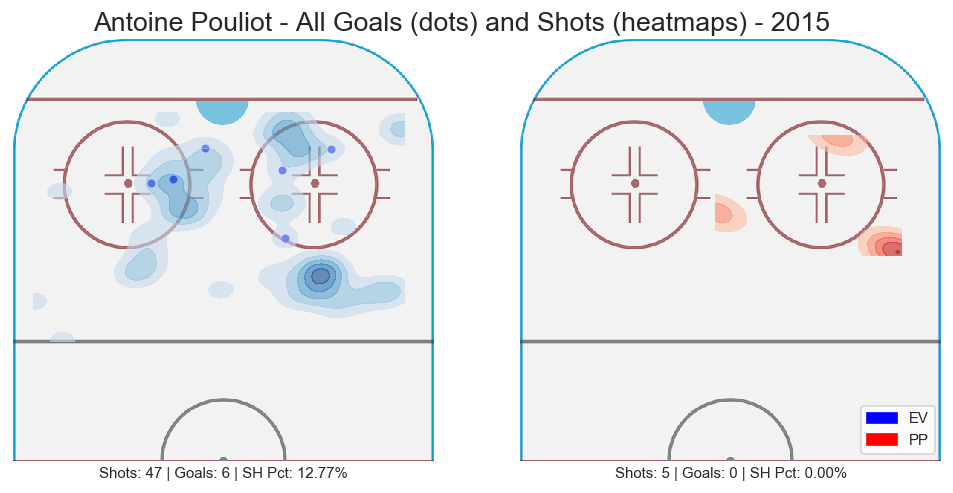 Antoine Pouliot - All Goals (dots) and Shots (heatmaps) - 2015
EV
PP
Shots: 47 | Goals: 6 | SH Pct: 12.77%
Shots: 5 | Goals: 0 | SH Pct: 0.00%